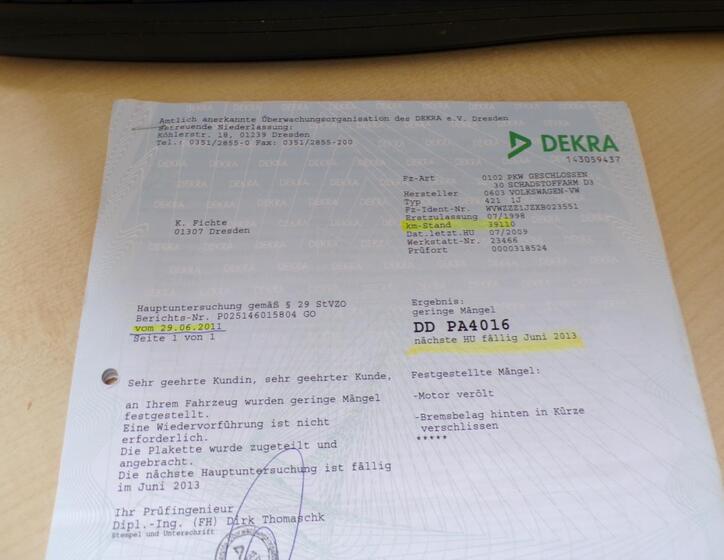 Amtlich anerkannte Überwachungsorganisation des DEKRA e.V. Dresden
Betreuende Niederlassung:
Köhlerstr. 18, 01239 Dresden
Tel.: 0351/2855-0 Fax: 0351/2855-200
DEKRA
143059437
Fz-Art 0102 PKW GESCHLOSSEN
30 SCHADSTOFFARM D3
Hersteller 0603 VOLKSWAGEN-VW
Typ 421 1J
Fz-Ident-Nr. WVWZZZ1JZXB023551
Erstzulassung 07/1998
km-Stand 39110
Dat.letzt.HU 07/2009
Werkstatt-Nr. 23466
Prüfort 0000318524
K. Fichte
01307 Dresden
Hauptuntersuchung gemäß § 29 StVZO
Berichts-Nr. P025146015804 GO
vom 29.06.2011
Seite 1 von 1
Ergebnis:
geringe Mängel
DD PA4016
nächste HU fällig Juni 2013
Sehr geehrte Kundin, sehr geehrter Kunde,
an Ihrem Fahrzeug wurden geringe Mängel
festgestellt.
Eine Wiedervorführung ist nicht
erforderlich.
Die Plakette wurde zugeteilt und
angebracht.
Die nächste Hauptuntersuchung ist fällig
im Juni 2013
Ihr Prüfingenieur
Dipl.-Ing. (FH) Dirk Thomaschk
Stempel und Unterschrift
Festgestellte Mängel:
-Motor verölt
-Bremsbelag hinten in Kürze
verschlissen
*****